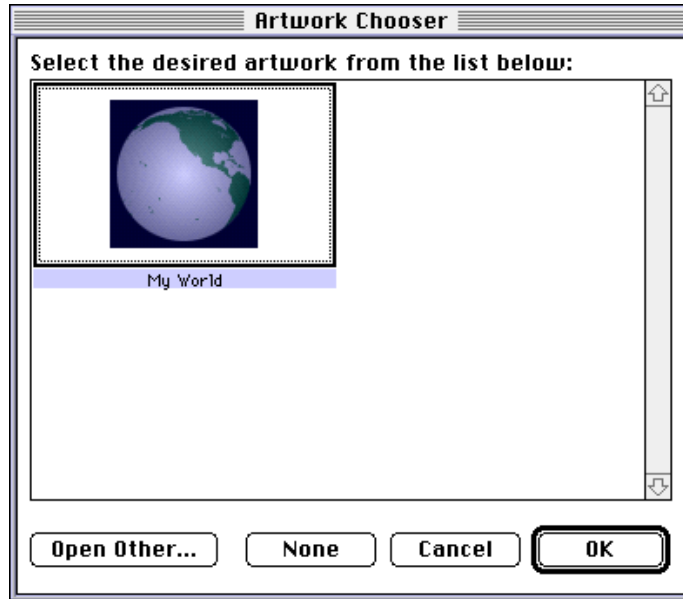 Artwork Chooser
Select the desired artwork from the list below:
My World
Open Other... None Cancel OK